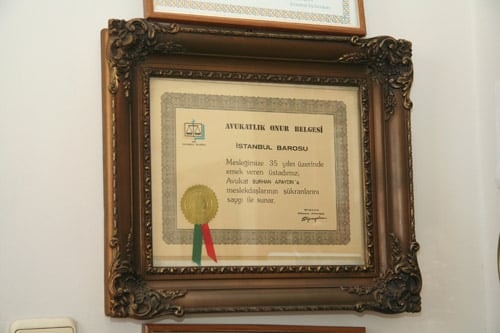 AVUKATLIK ONUR BELGESİ
İSTANBUL BAROSU
Mesleğimize 35 yılın üzerinde
emek veren üstadımız,
Avukat BURHAN APAYDIN'a
meslekdaşlarının şükranlarını
saygı ile sunar.